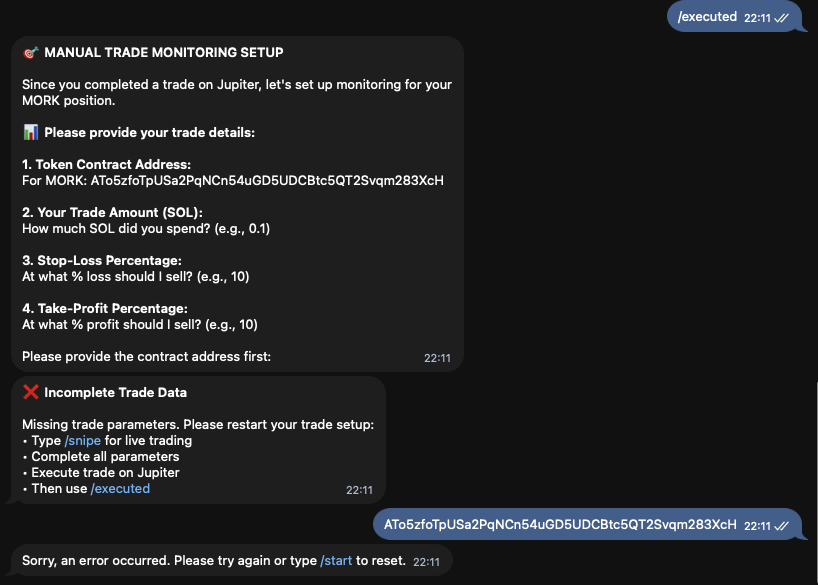 /executed 22:11
🎯 MANUAL TRADE MONITORING SETUP
Since you completed a trade on Jupiter, let's set up monitoring for your
MORK position.
📊 Please provide your trade details:
1. Token Contract Address:
For MORK: ATo5zfoTpUSa2PqNCn54uGD5UDCBtc5QT2Svqm283XcH
2. Your Trade Amount (SOL):
How much SOL did you spend? (e.g., 0.1)
3. Stop-Loss Percentage:
At what % loss should I sell? (e.g., 10)
4. Take-Profit Percentage:
At what % profit should I sell? (e.g., 10)
Please provide the contract address first: 22:11
❌ Incomplete Trade Data
Missing trade parameters. Please restart your trade setup:
• Type /snipe for live trading
• Complete all parameters
• Execute trade on Jupiter
• Then use /executed 22:11
ATo5zfoTpUSa2PqNCn54uGD5UDCBtc5QT2Svqm283XcH 22:11
Sorry, an error occurred. Please try again or type /start to reset. 22:11